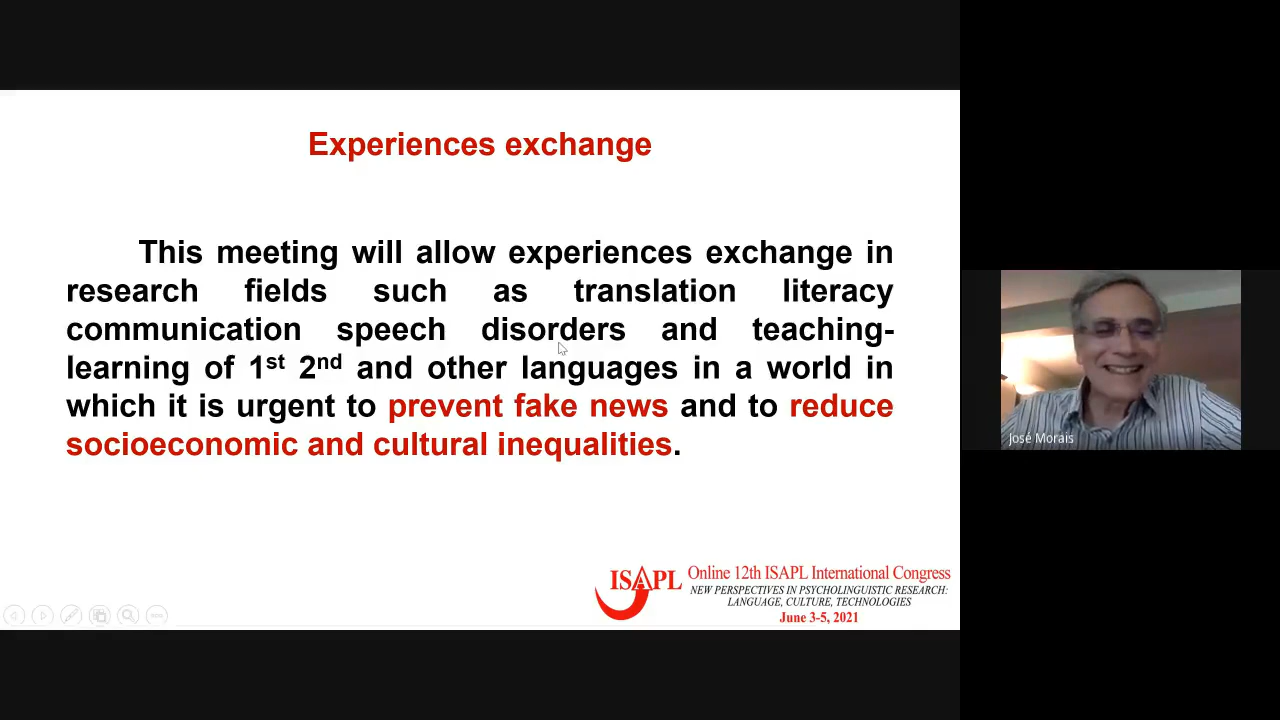 Experiences exchange
This meeting will allow experiences exchange in
research fields such as translation literacy
communication speech disorders and teaching-
learning of 1st 2nd and other languages in a world in
which it is urgent to prevent fake news and to reduce
socioeconomic and cultural inequalities.
José Morais
ISAPL
Online 12th ISAPL International Congress
NEW PERSPECTIVES IN PSYCHOLINGUISTIC RESEARCH:
LANGUAGE, CULTURE, TECHNOLOGIES
June 3-5, 2021